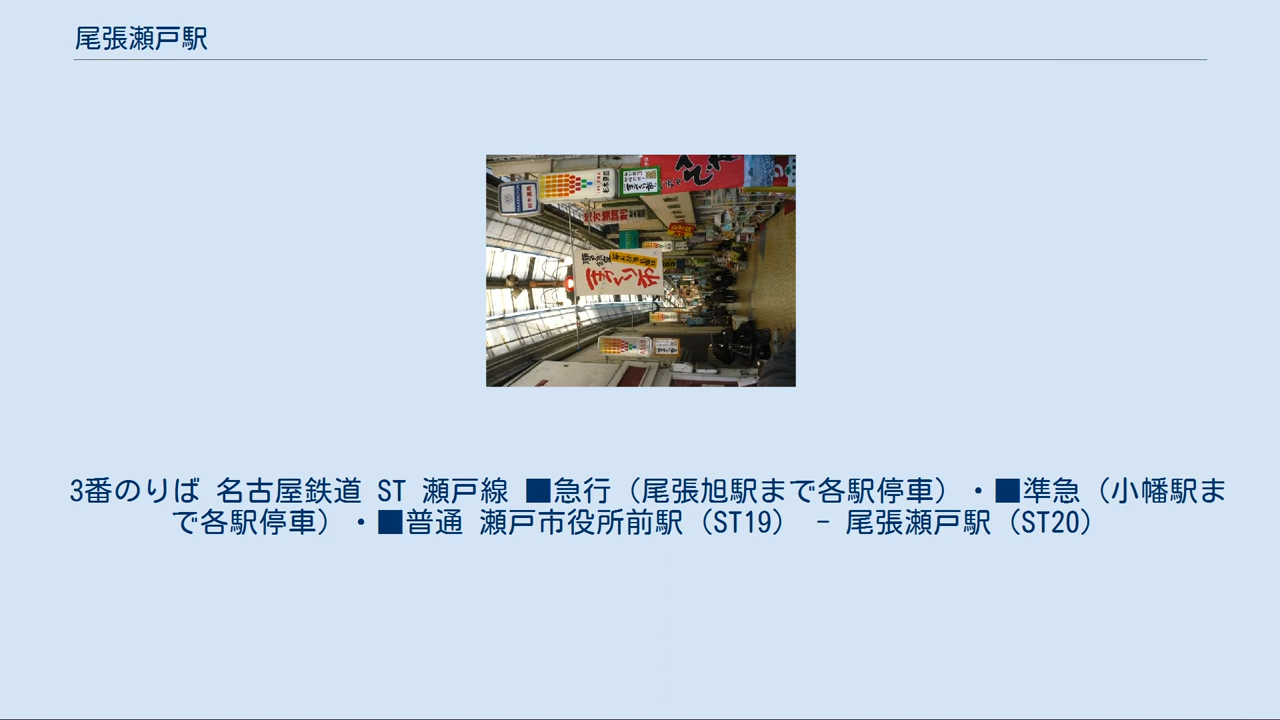 尾張瀬戸駅
3番のりば 名古屋鉄道 ST 瀬戸線 ■急行（尾張旭駅まで各駅停車）・■準急（小幡駅ま
で各駅停車）・■普通 瀬戸市役所前駅（ST19） - 尾張瀬戸駅（ST20）